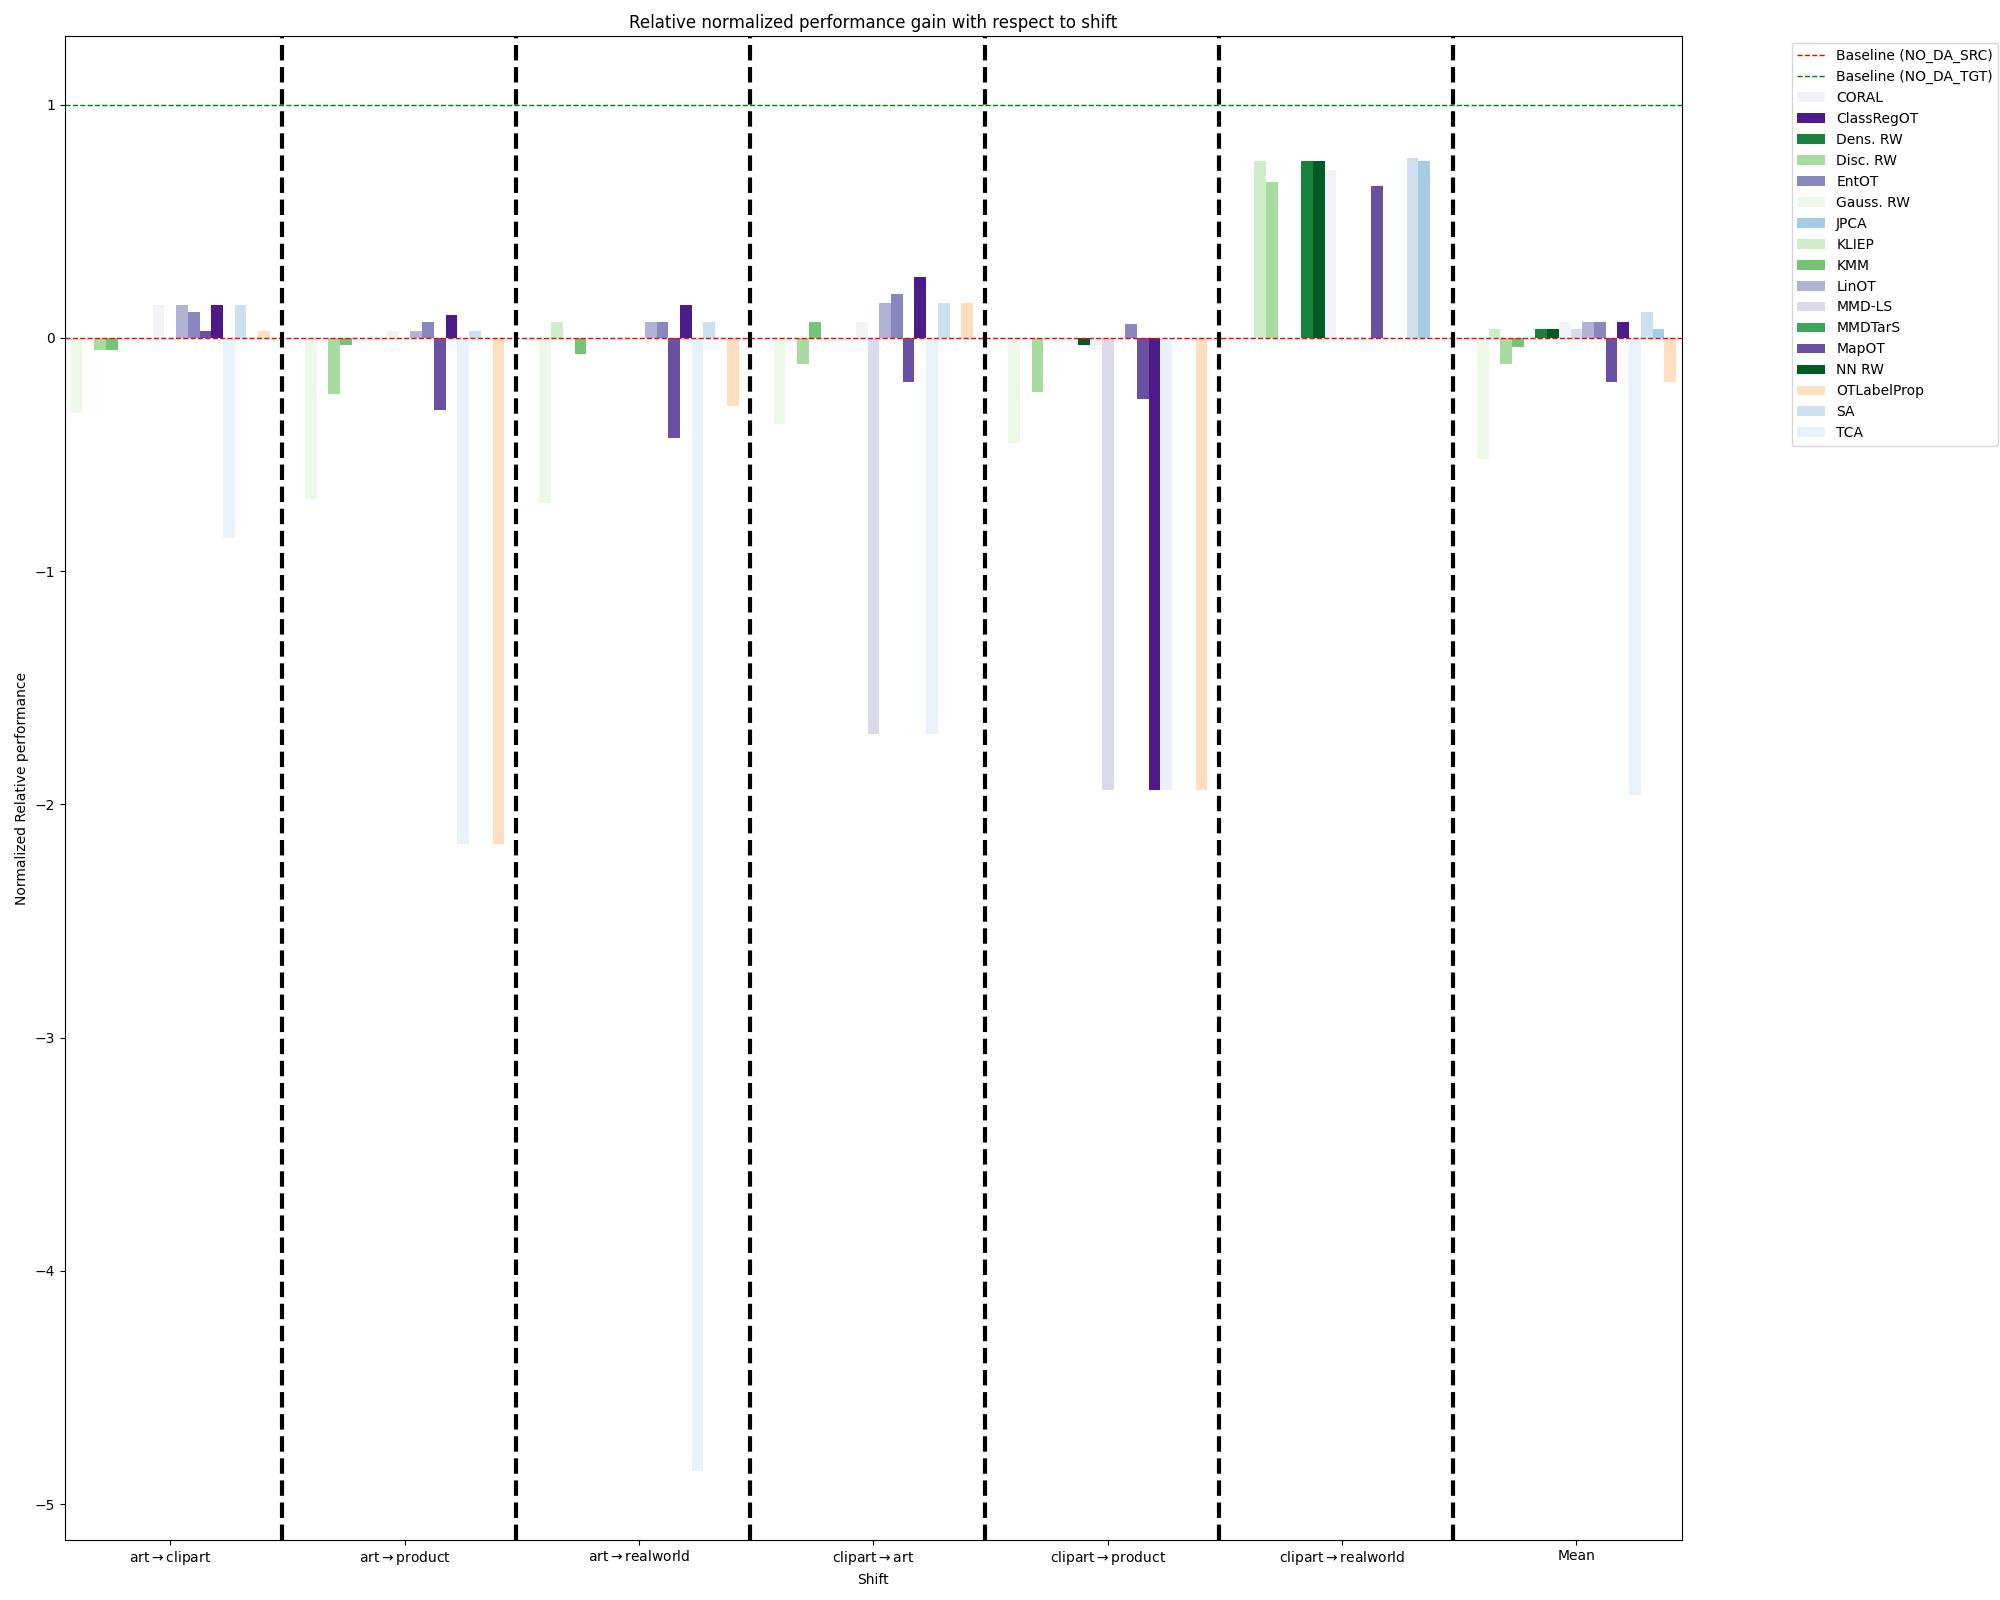 Relative normalized performance gain with respect to shift
Normalized Relative performance
1
0
−1
−2
−3
−4
−5
art→clipart
art→product
art→realworld
clipart→art
clipart→product
clipart→realworld
Mean
Shift
Baseline (NO_DA_SRC)
Baseline (NO_DA_TGT)
CORAL
ClassRegOT
Dens. RW
Disc. RW
EntOT
Gauss. RW
JPCA
KLIEP
KMM
LinOT
MMD-LS
MMDTarS
MapOT
NN RW
OTLabelProp
SA
TCA